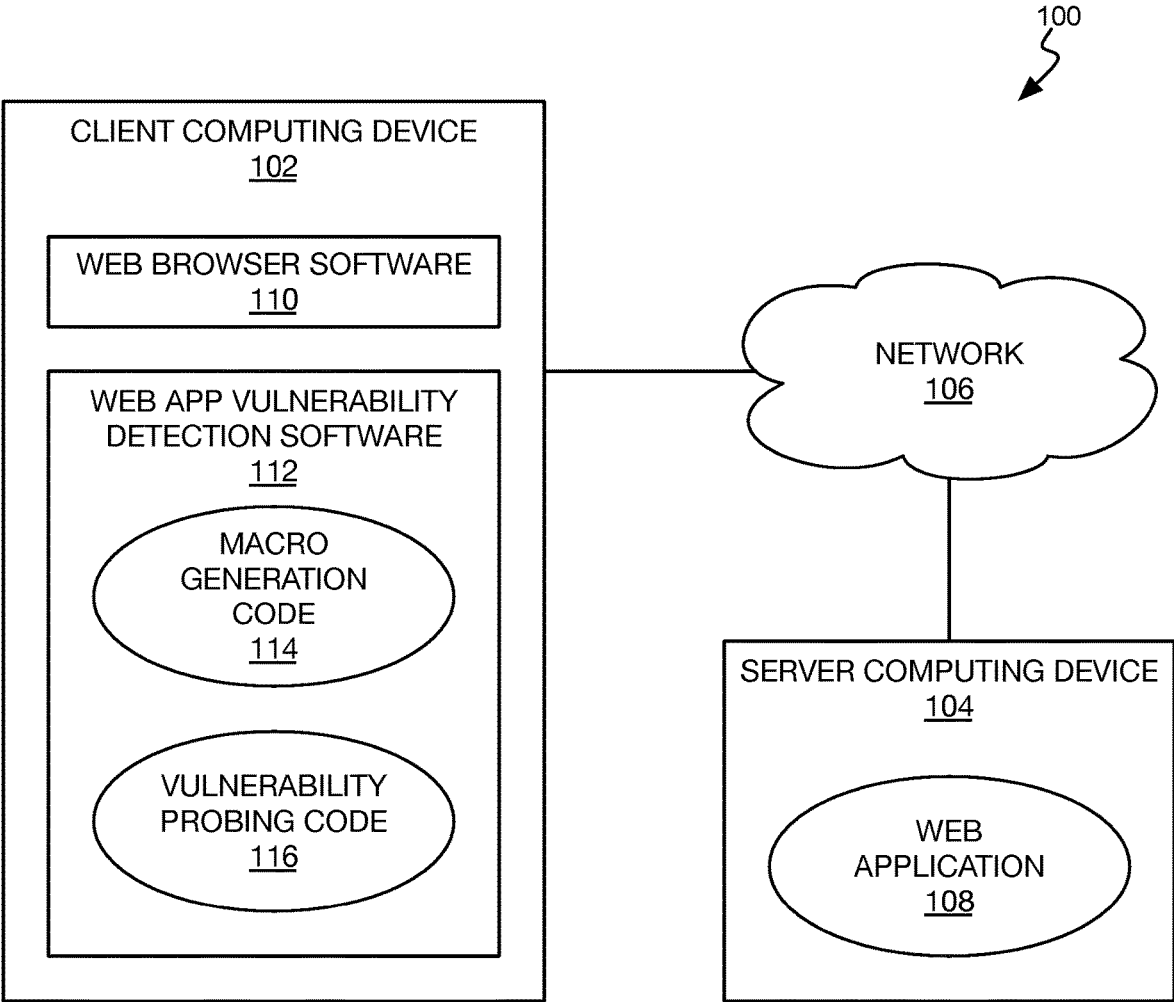 100
CLIENT COMPUTING DEVICE
102
WEB BROWSER SOFTWARE
110
WEB APP VULNERABILITY
DETECTION SOFTWARE
112
MACRO
GENERATION
CODE
114
VULNERABILITY
PROBING CODE
116
NETWORK
106
SERVER COMPUTING DEVICE
104
WEB
APPLICATION
108